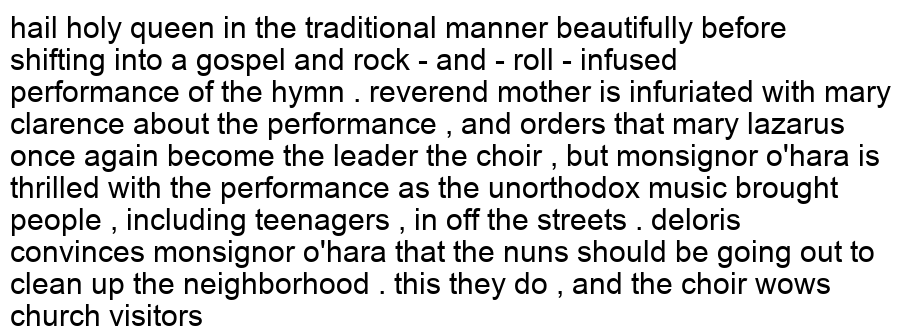 hail holy queen in the traditional manner beautifully before
shifting into a gospel and rock - and - roll - infused
performance of the hymn . reverend mother is infuriated with mary
clarence about the performance , and orders that mary lazarus
once again become the leader the choir , but monsignor o'hara is
thrilled with the performance as the unorthodox music brought
people , including teenagers , in off the streets . deloris
convinces monsignor o'hara that the nuns should be going out to
clean up the neighborhood . this they do , and the choir wows
church visitors